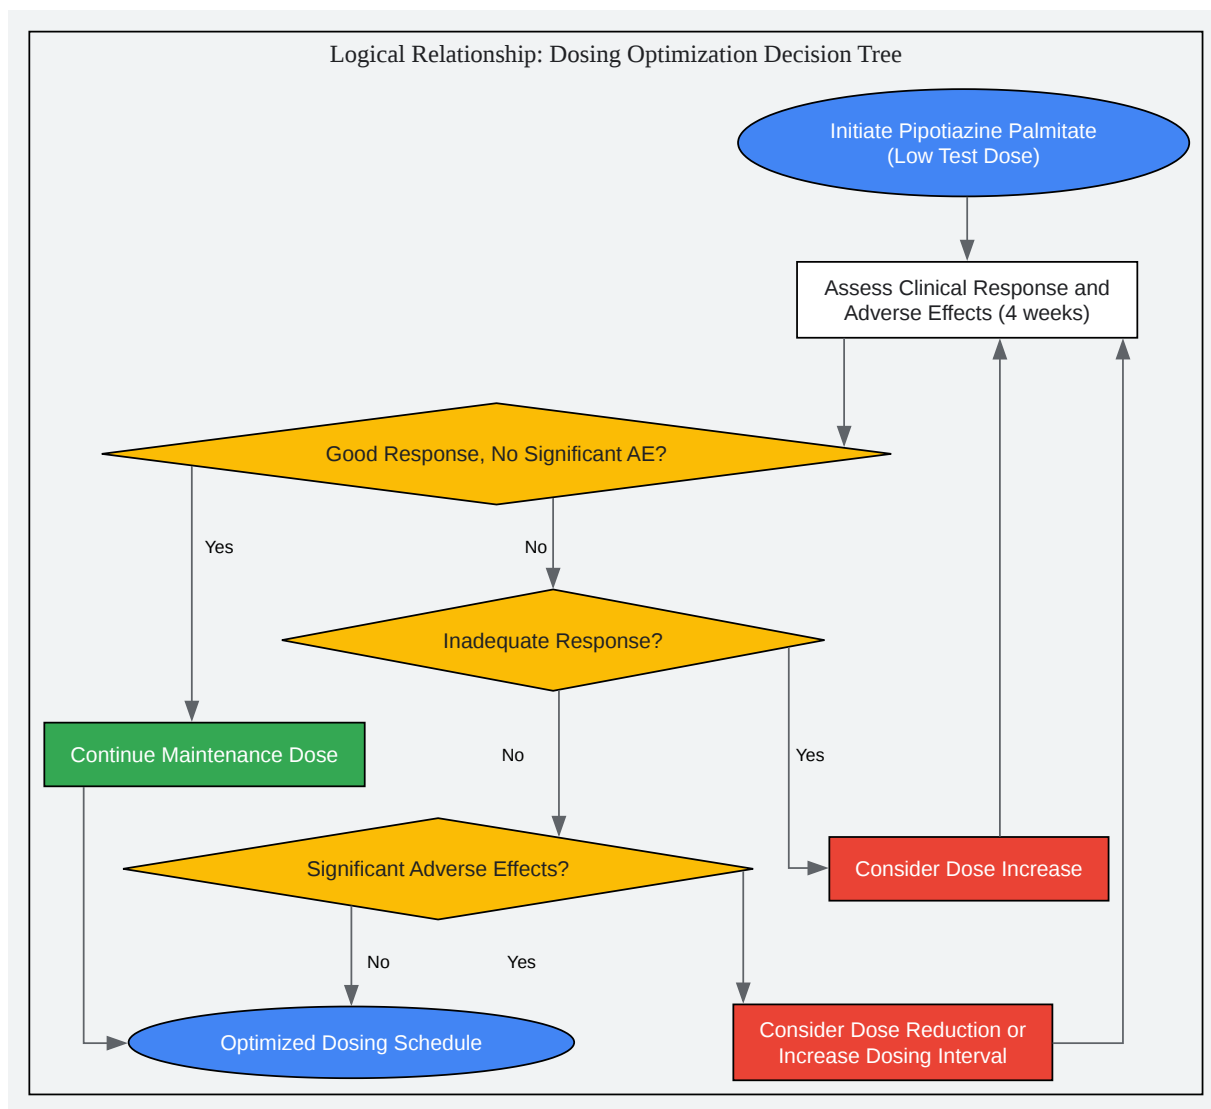 Logical Relationship: Dosing Optimization Decision Tree
Initiate Pipotiazine Palmitate
(Low Test Dose)
Assess Clinical Response and
Adverse Effects (4 weeks)
Good Response, No Significant AE?
Yes
No
Inadequate Response?
Continue Maintenance Dose
No
Yes
Significant Adverse Effects?
Consider Dose Increase
No
Yes
Optimized Dosing Schedule
Consider Dose Reduction or
Increase Dosing Interval